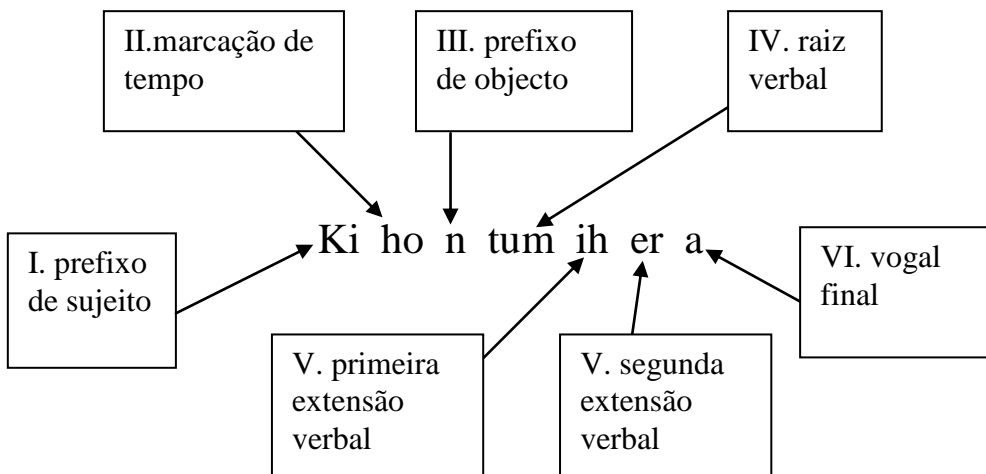 II.marcação de
tempo
III. prefixo
de objecto
IV. raiz
verbal
Ki ho n tum ih er a
I. prefixo
de sujeito
VI. vogal
final
V. primeira
extensão
verbal
V. segunda
extensão
verbal